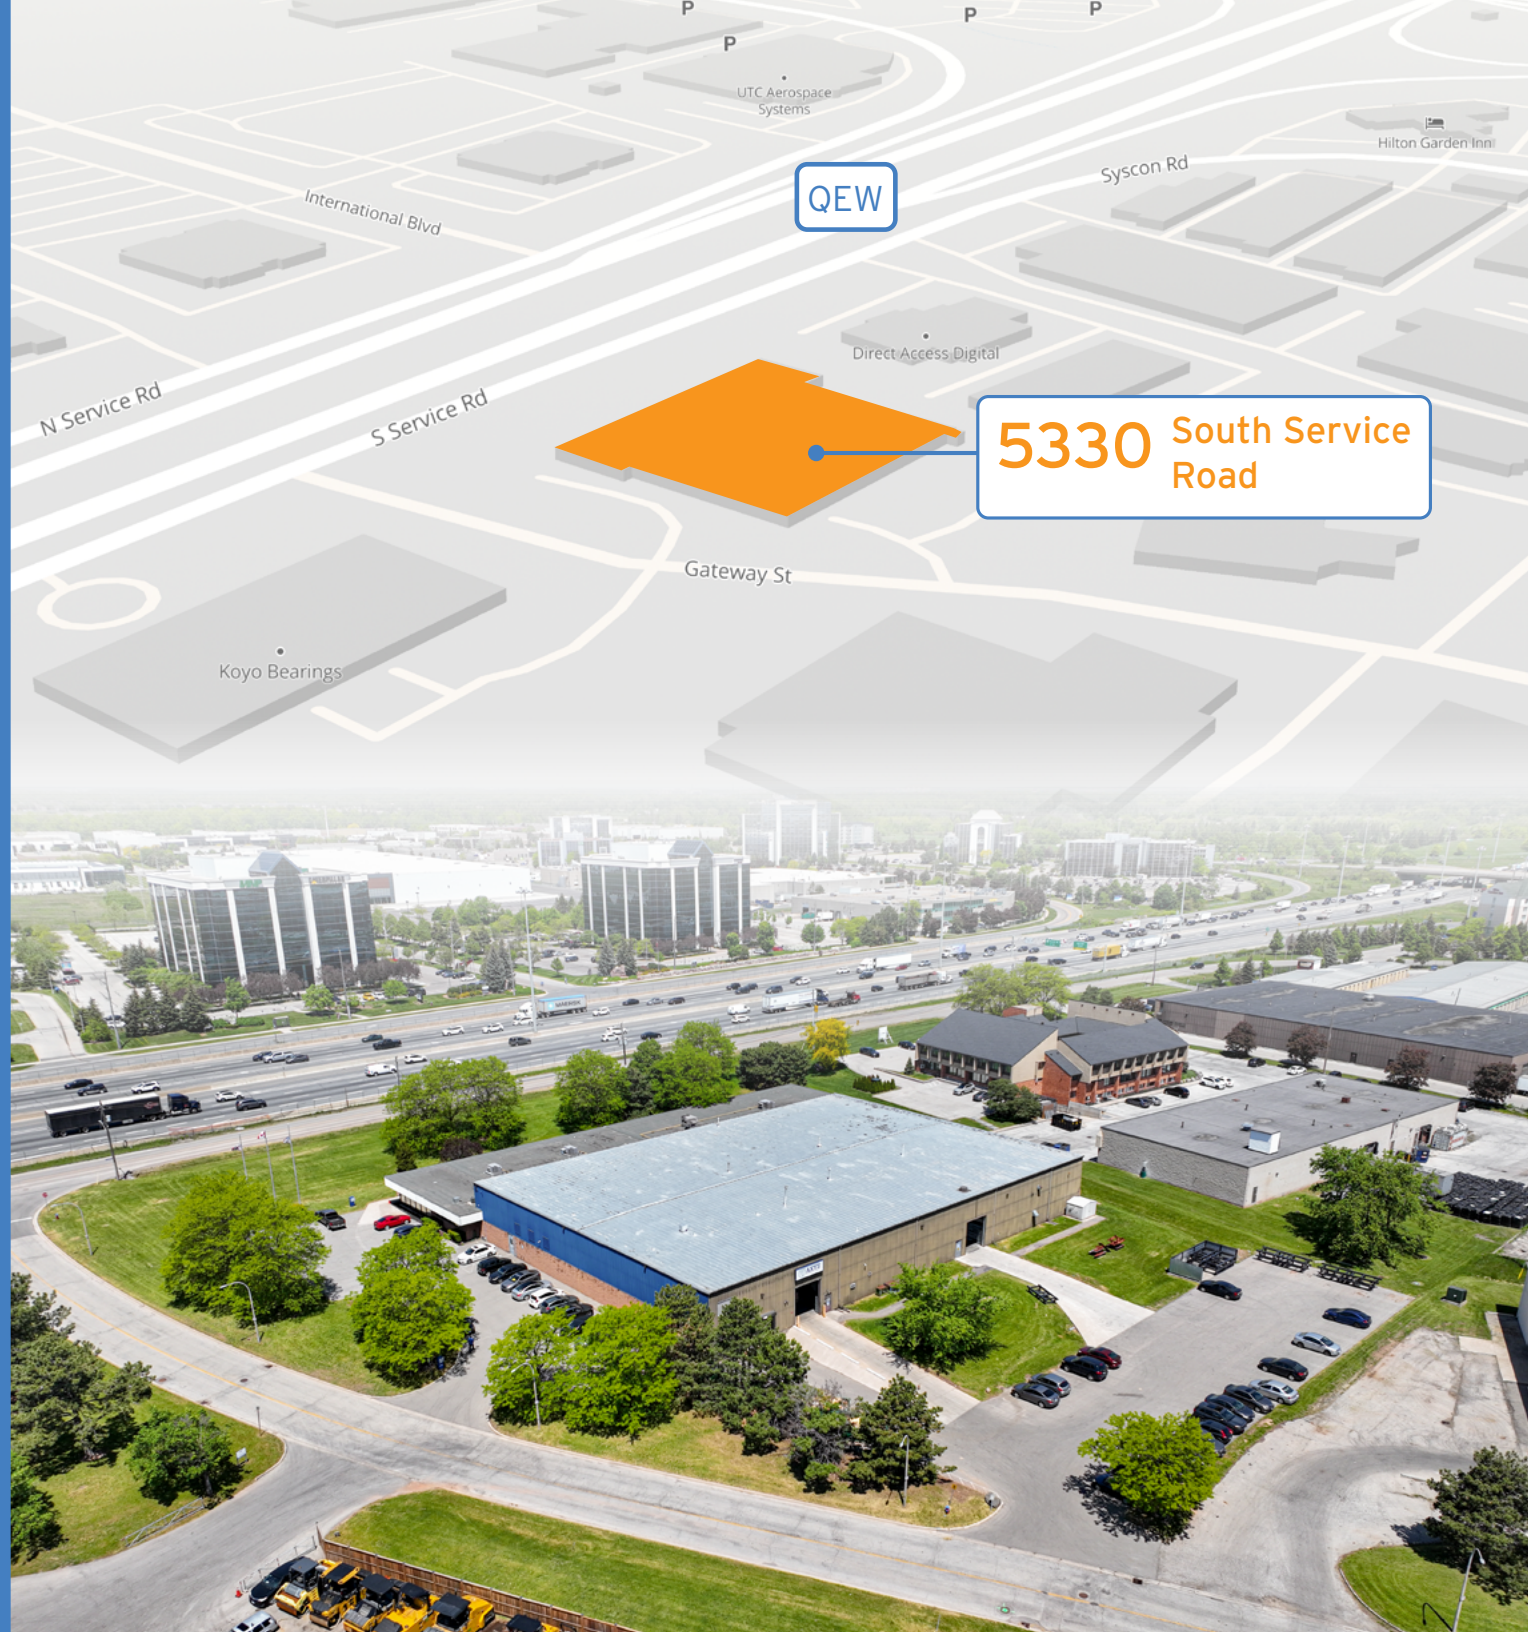 P
P
P
P
UTC Aerospace
Systems
Hilton Garden Inn
QEW
Syscon Rd
International Blvd
Direct Access Digital
N Service Rd
S Service Rd
5330 South Service
Road
Gateway St
Koyo Bearings